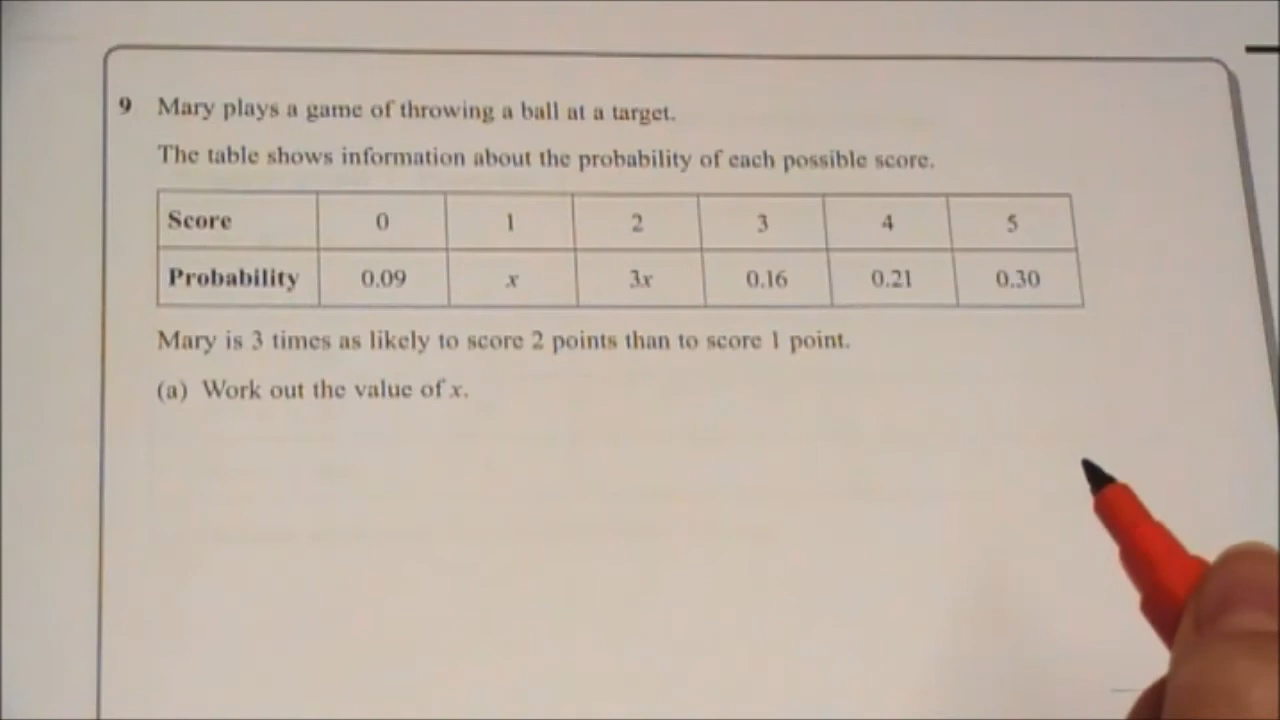 9 Mary plays a game of throwing a ball at a target.
The table shows information about the probability of each possible score.
Score 0 1 2 3 4 5
Probability 0.09 x 3x 0.16 0.21 0.30
Mary is 3 times as likely to score 2 points than to score 1 point.
(a) Work out the value of x.